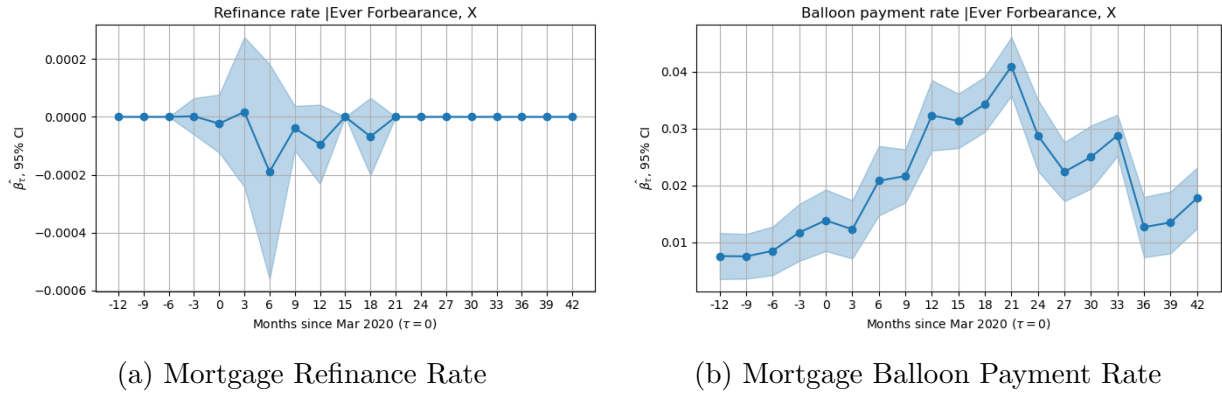 Refinance rate |Ever Forbearance, X
0.0002
0.0000
−0.0002
−0.0004
−0.0006
β̂τ, 95% CI
-12 -9 -6 -3 0 3 6 9 12 15 18 21 24 27 30 33 36 39 42
Months since Mar 2020 (τ = 0)
(a) Mortgage Refinance Rate
Balloon payment rate |Ever Forbearance, X
0.04
0.03
0.02
0.01
β̂τ, 95% CI
-12 -9 -6 -3 0 3 6 9 12 15 18 21 24 27 30 33 36 39 42
Months since Mar 2020 (τ = 0)
(b) Mortgage Balloon Payment Rate